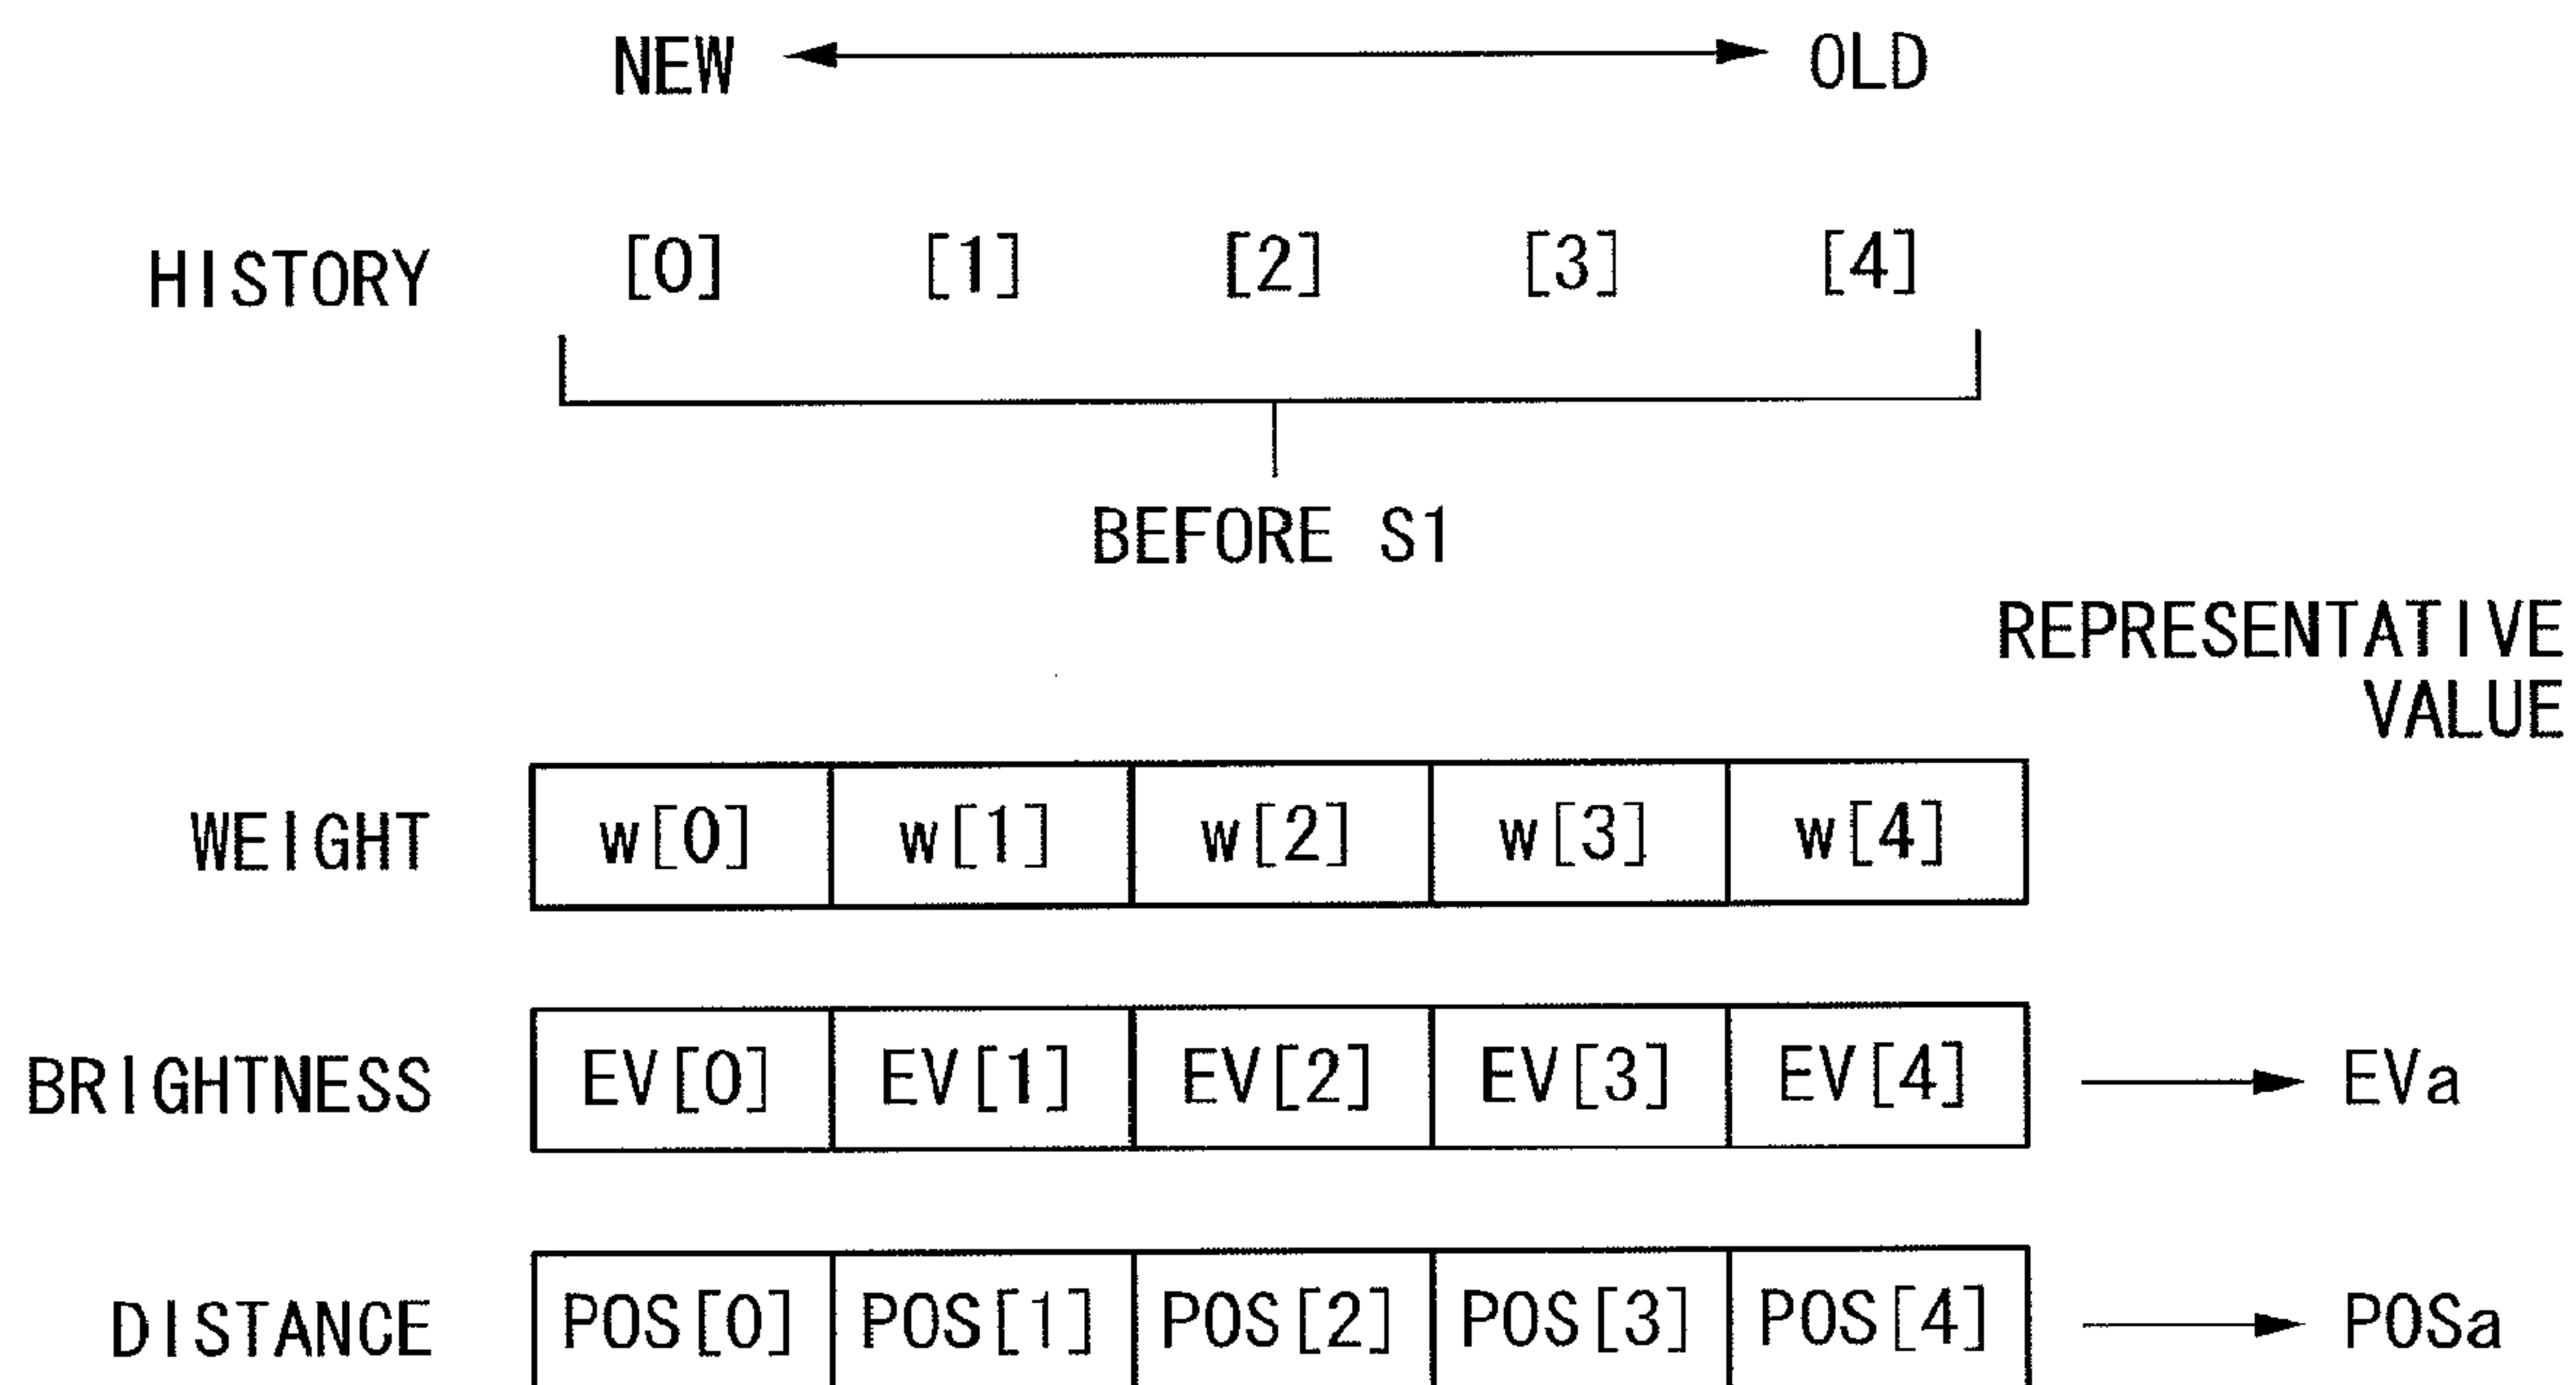 NEW OLD
HISTORY [0] [1] [2] [3] [4]
BEFORE S1
REPRESENTATIVE
VALUE
WEIGHT w[0] w[1] w[2] w[3] w[4]
BRIGHTNESS EV[0] EV[1] EV[2] EV[3] EV[4] EVa
DISTANCE POS[0] POS[1] POS[2] POS[3] POS[4] POSa